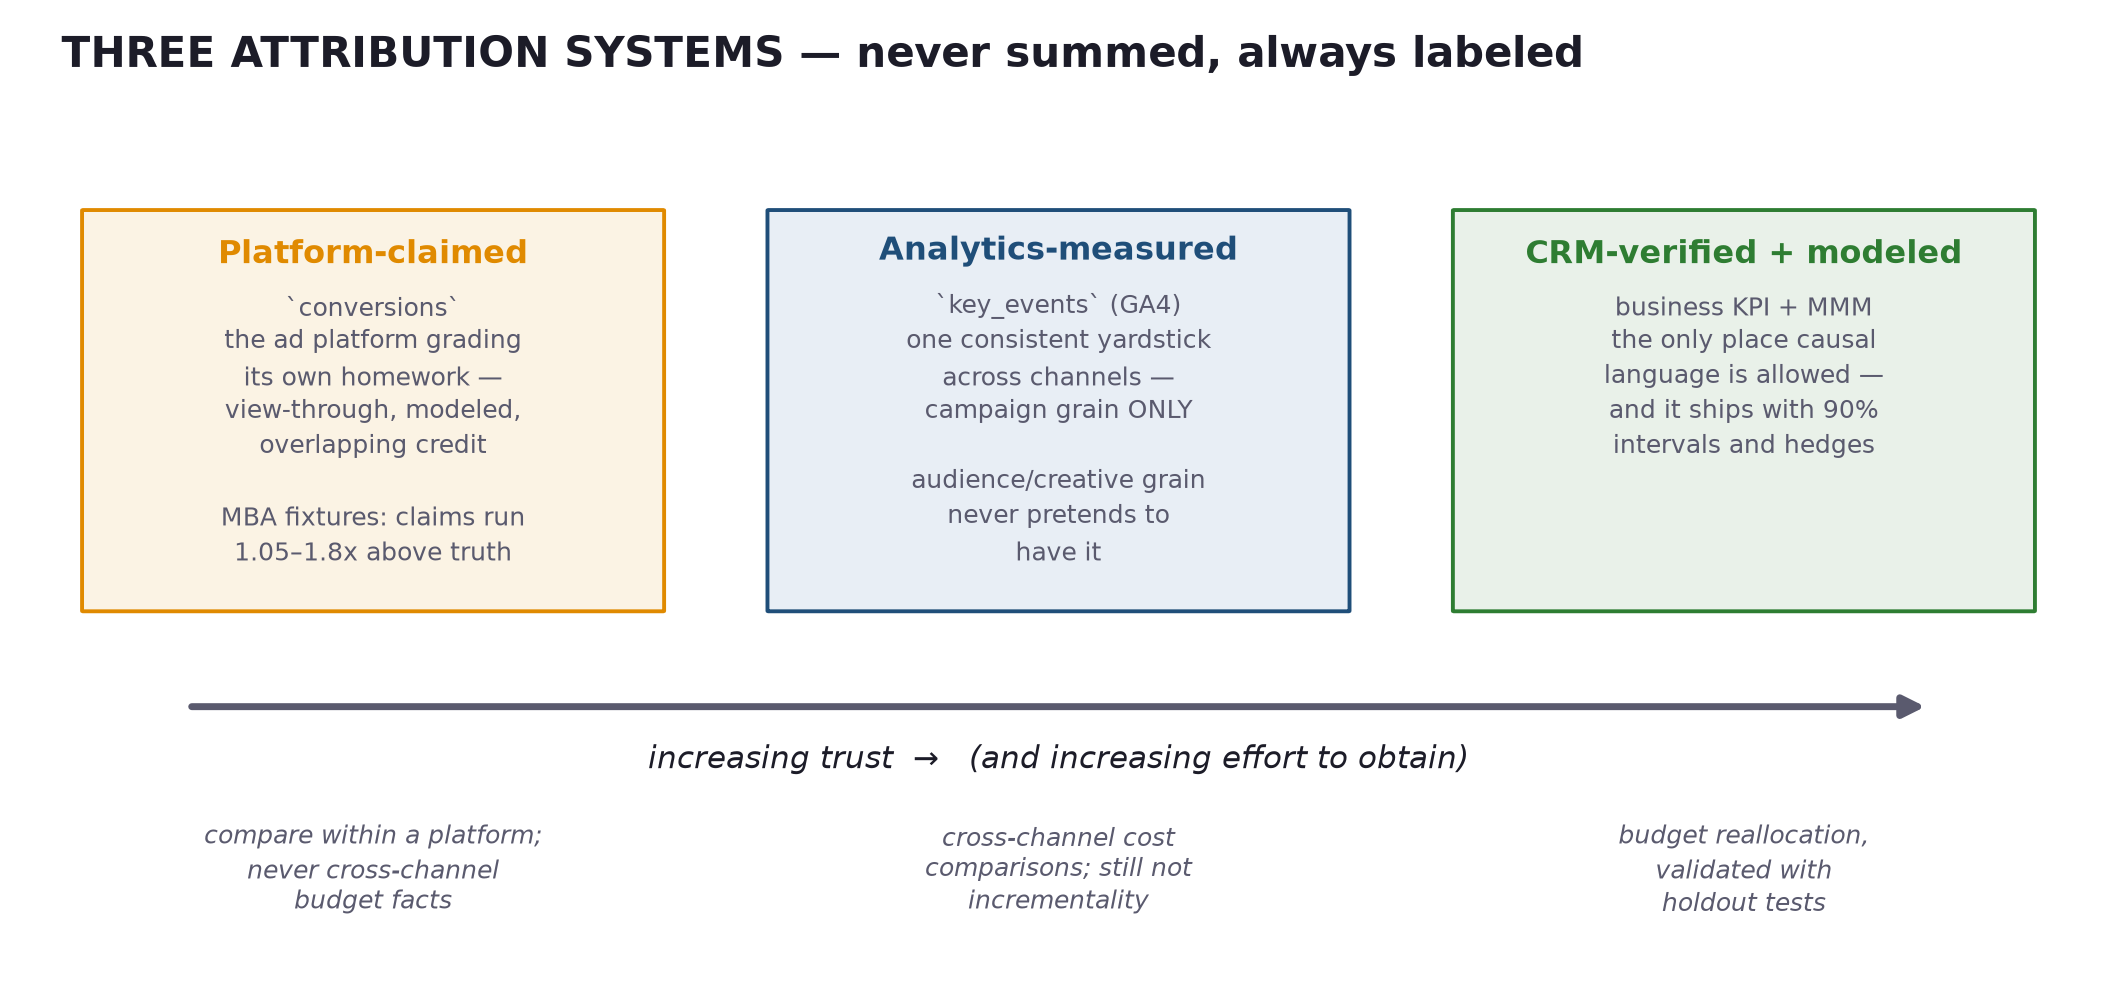 THREE ATTRIBUTION SYSTEMS — never summed, always labeled
Platform-claimed
`conversions`
the ad platform grading
its own homework —
view-through, modeled,
overlapping credit
MBA fixtures: claims run
1.05–1.8x above truth
Analytics-measured
`key_events` (GA4)
one consistent yardstick
across channels —
campaign grain ONLY
audience/creative grain
never pretends to
have it
CRM-verified + modeled
business KPI + MMM
the only place causal
language is allowed —
and it ships with 90%
intervals and hedges
increasing trust → (and increasing effort to obtain)
compare within a platform;
never cross-channel
budget facts
cross-channel cost
comparisons; still not
incrementality
budget reallocation,
validated with
holdout tests